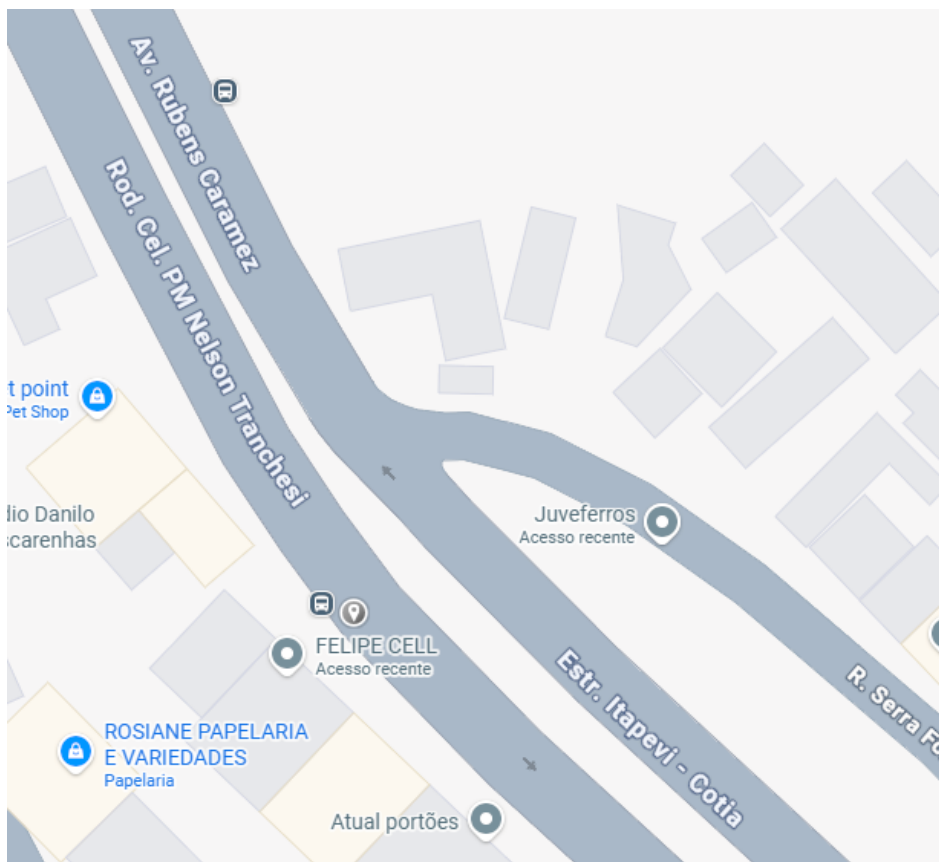 Av. Rubens Caramez
Rod. Cel. PM Nelson Tranchesi
t point
Pet Shop
dio Danilo
scarenhas
Juveferros
Acesso recente
FELIPE CELL
Acesso recente
Estr. Itapevi - Cotia
R. Serra Fu
ROSIANE PAPELARIA
E VARIEDADES
Papelaria
Atual portões